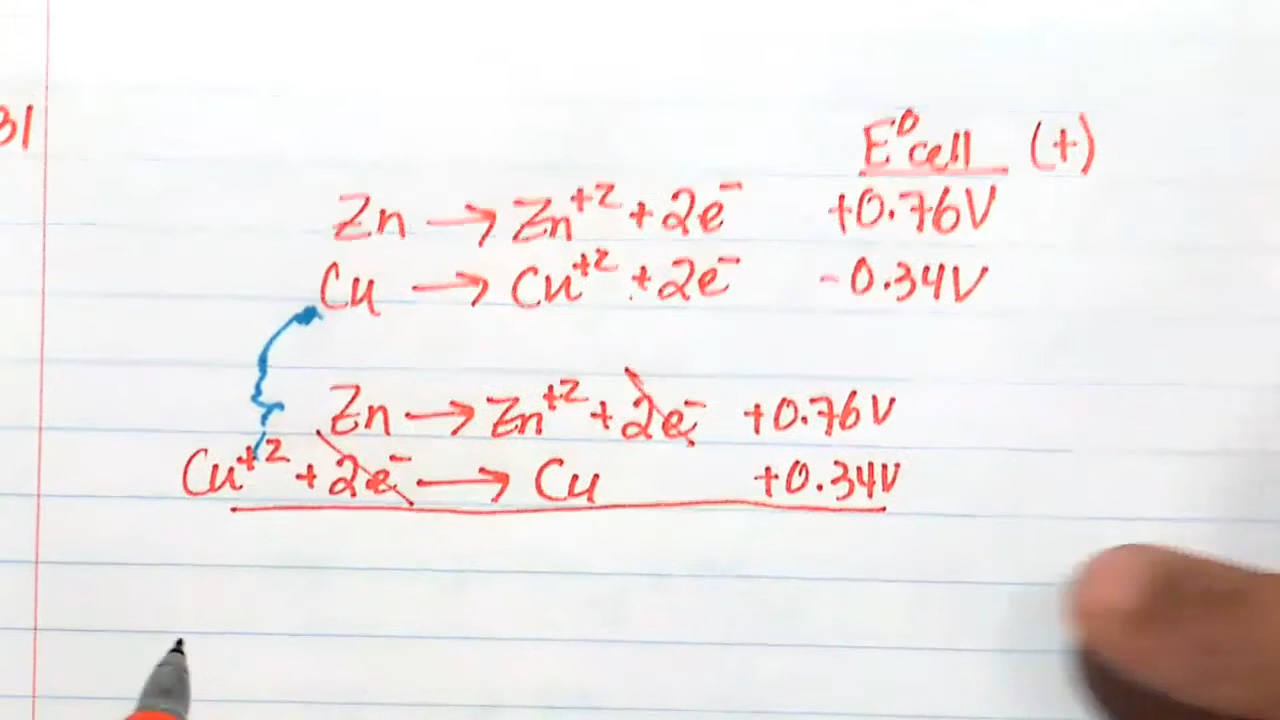 31
E°cell (+)
Zn → Zn⁺² + 2e⁻ +0.76V
Cu → Cu⁺² + 2e⁻ -0.34V
Zn → Zn⁺² + 2e⁻ +0.76V
Cu⁺² + 2e⁻ → Cu +0.34V